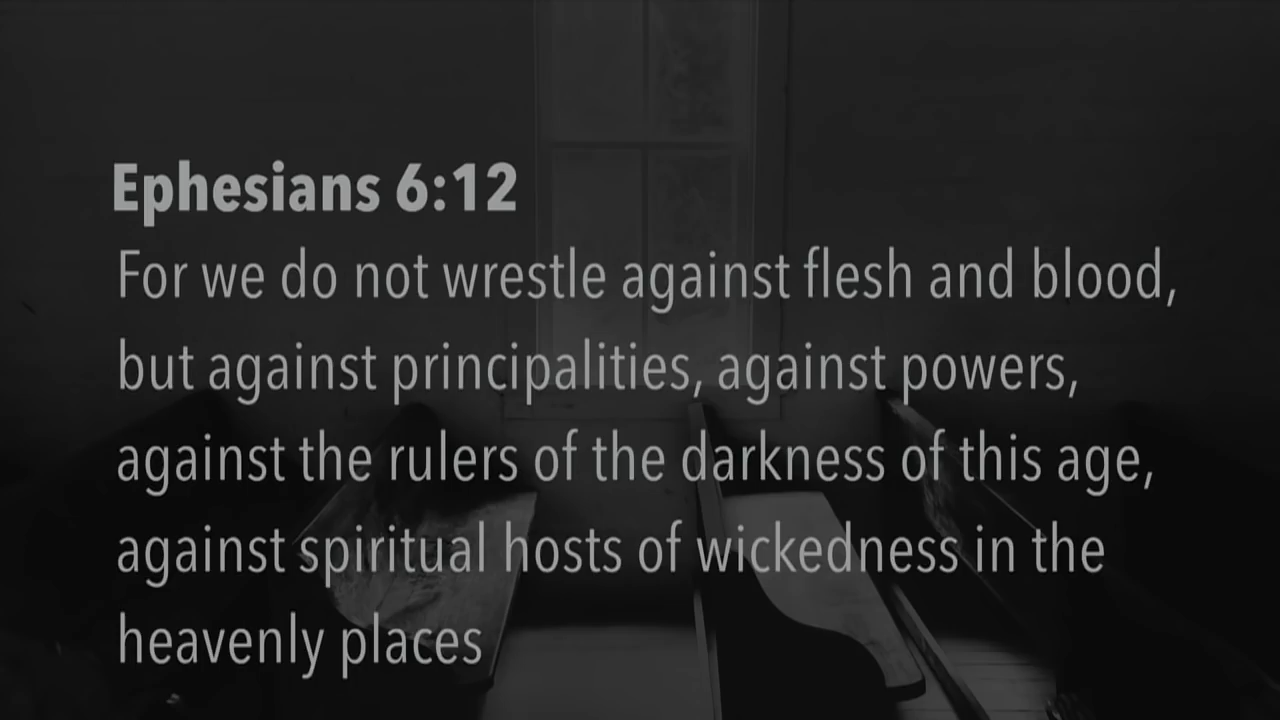 Ephesians 6:12
For we do not wrestle against flesh and blood,
but against principalities, against powers,
against the rulers of the darkness of this age,
against spiritual hosts of wickedness in the
heavenly places